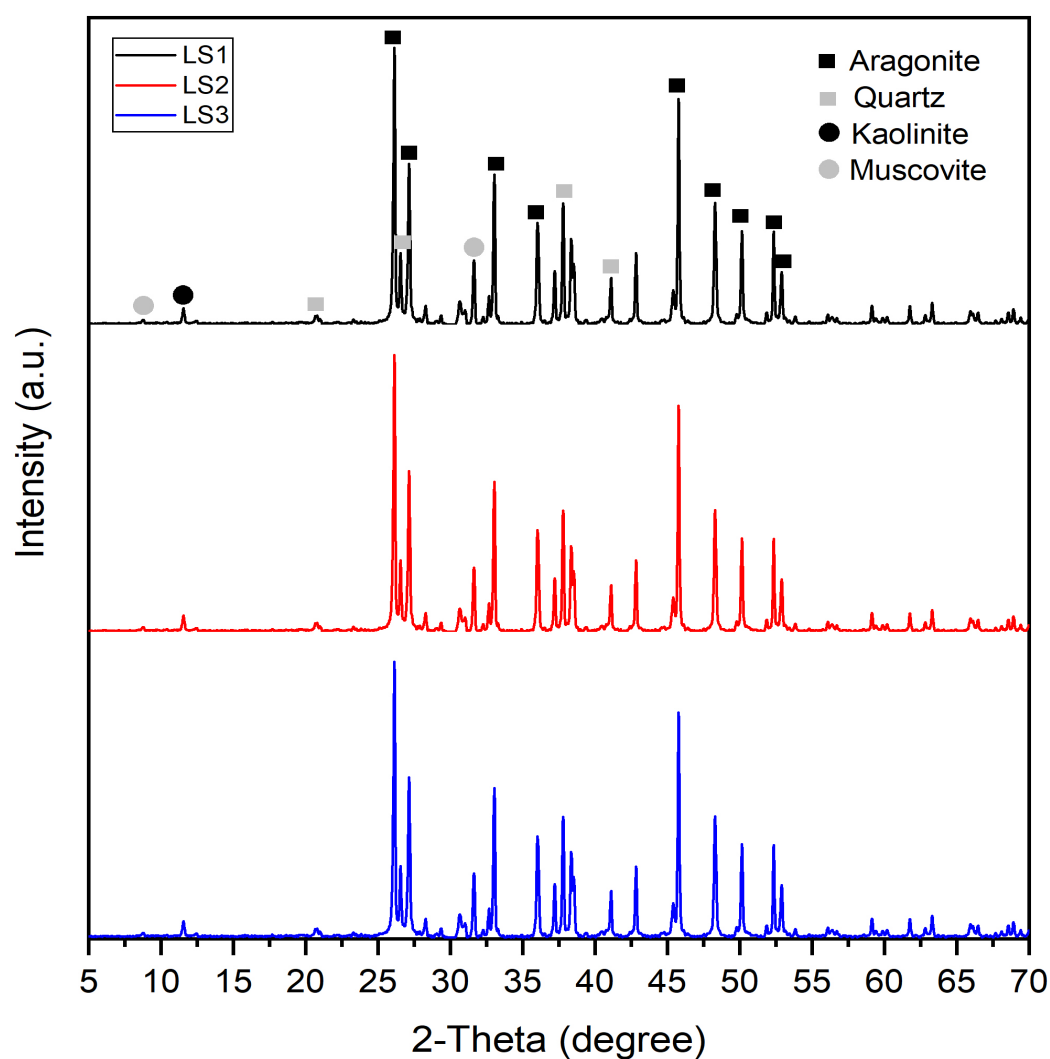 LS1
LS2
LS3
Aragonite
Quartz
Kaolinite
Muscovite
Intensity (a.u.)
5 10 15 20 25 30 35 40 45 50 55 60 65 70
2-Theta (degree)